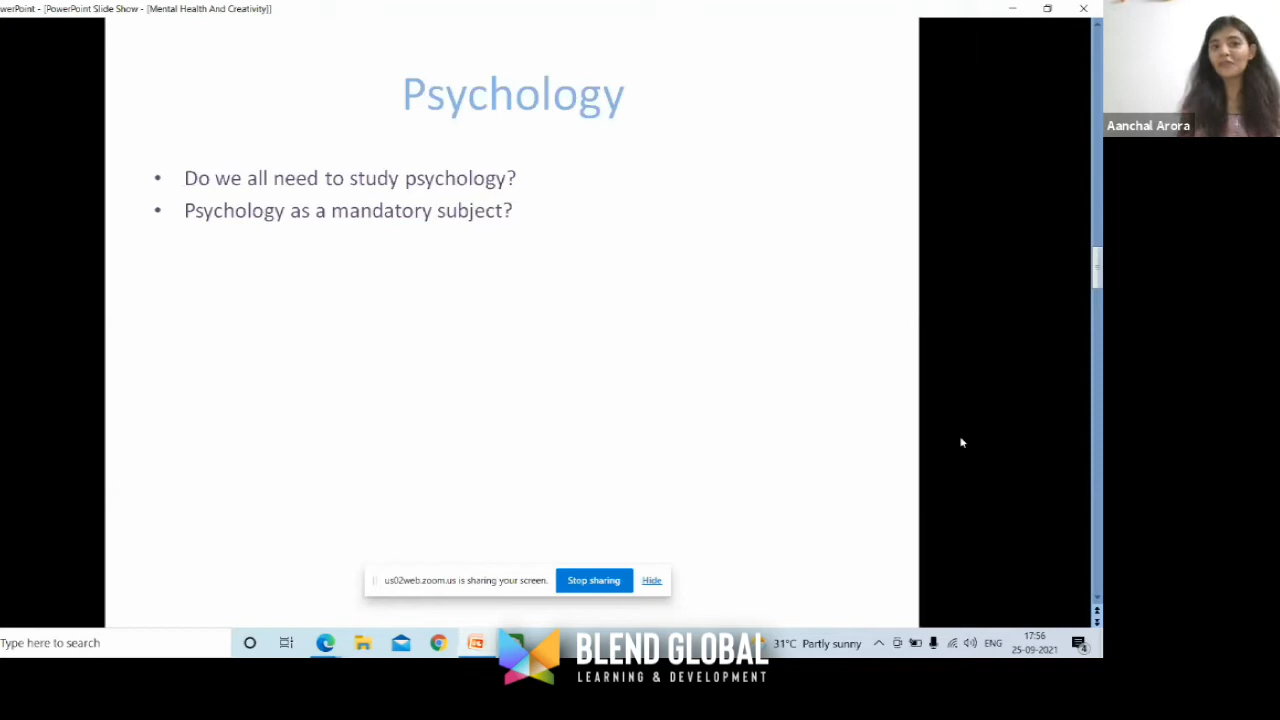 werPoint - [PowerPoint Slide Show - [Mental Health And Creativity]]
Aanchal Arora
Psychology
• Do we all need to study psychology?
• Psychology as a mandatory subject?
us02web.zoom.us is sharing your screen.
Stop sharing
Hide
Type here to search
31°C Partly sunny
ENG
17:56
25-09-2021
4
BLEND GLOBAL
LEARNING & DEVELOPMENT